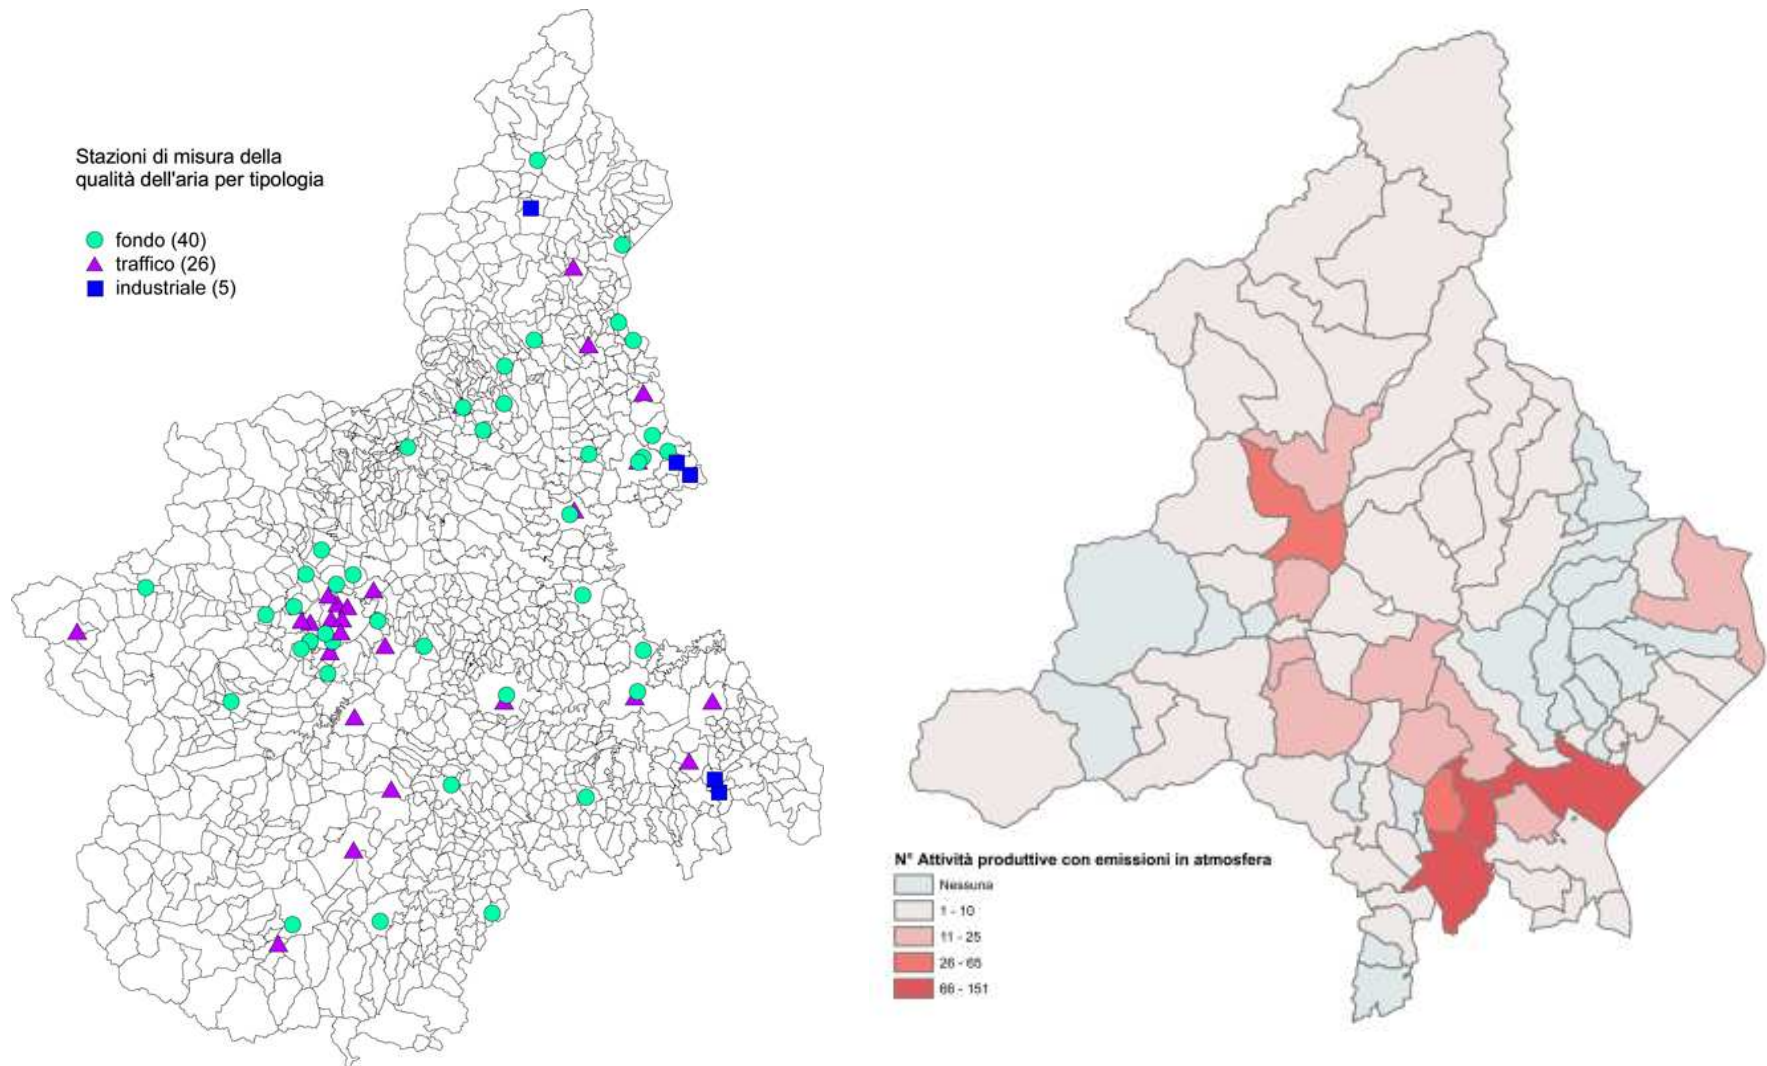 Stazioni di misura della
qualità dell'aria per tipologia
fondo (40)
traffico (26)
industriale (5)
N° Attività produttive con emissioni in atmosfera
Nessuna
1 - 10
11 - 25
26 - 65
66 - 151